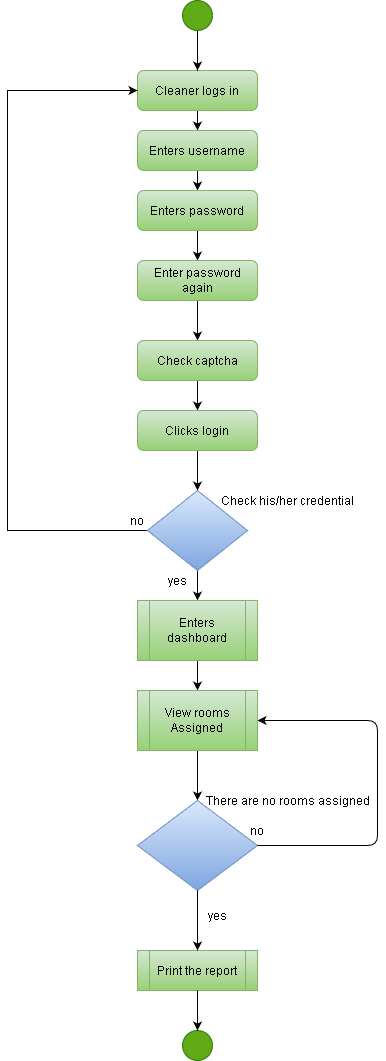 Cleaner logs in
Enters username
Enters password
Enter password
again
Check captcha
Clicks login
Check his/her credential
no
yes
Enters
dashboard
View rooms
Assigned
There are no rooms assigned
no
yes
Print the report